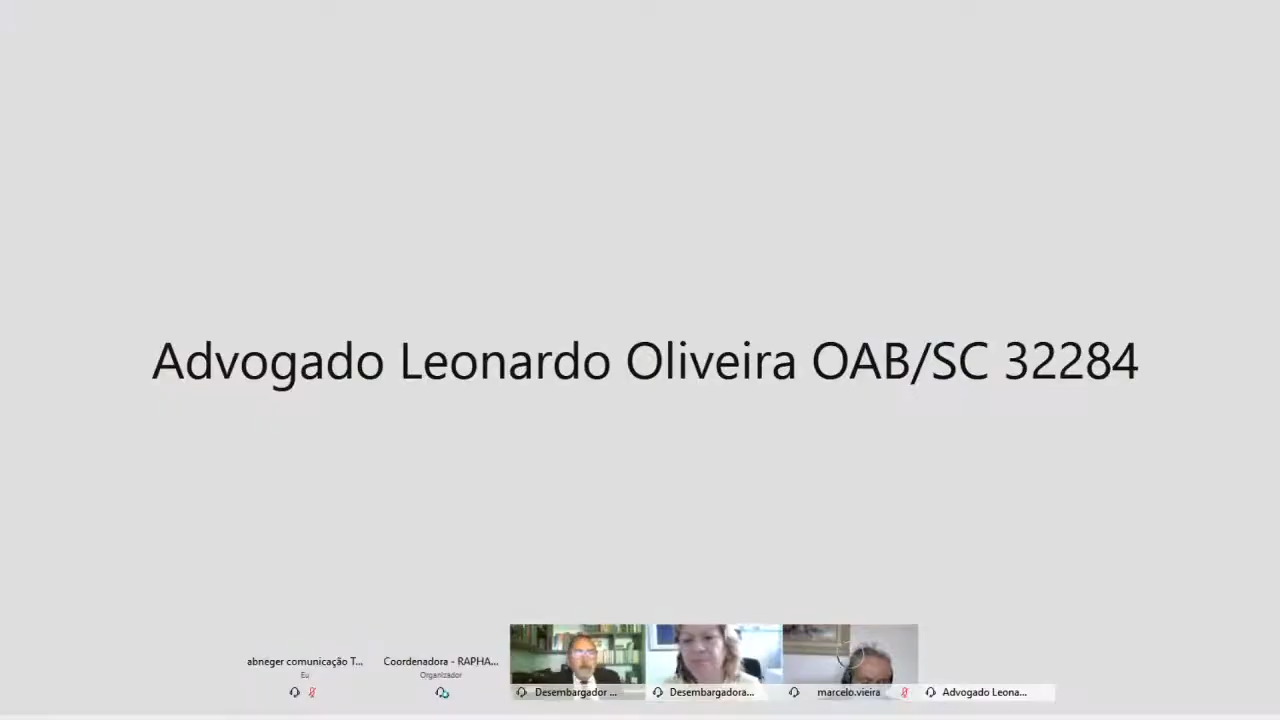 Advogado Leonardo Oliveira OAB/SC 32284
abneger comunicação T...
Coordenadora - RAPHA...
Eu
Organizador
Desembargador ...
Desembargadora...
marcelo.vieira
Advogado Leona...